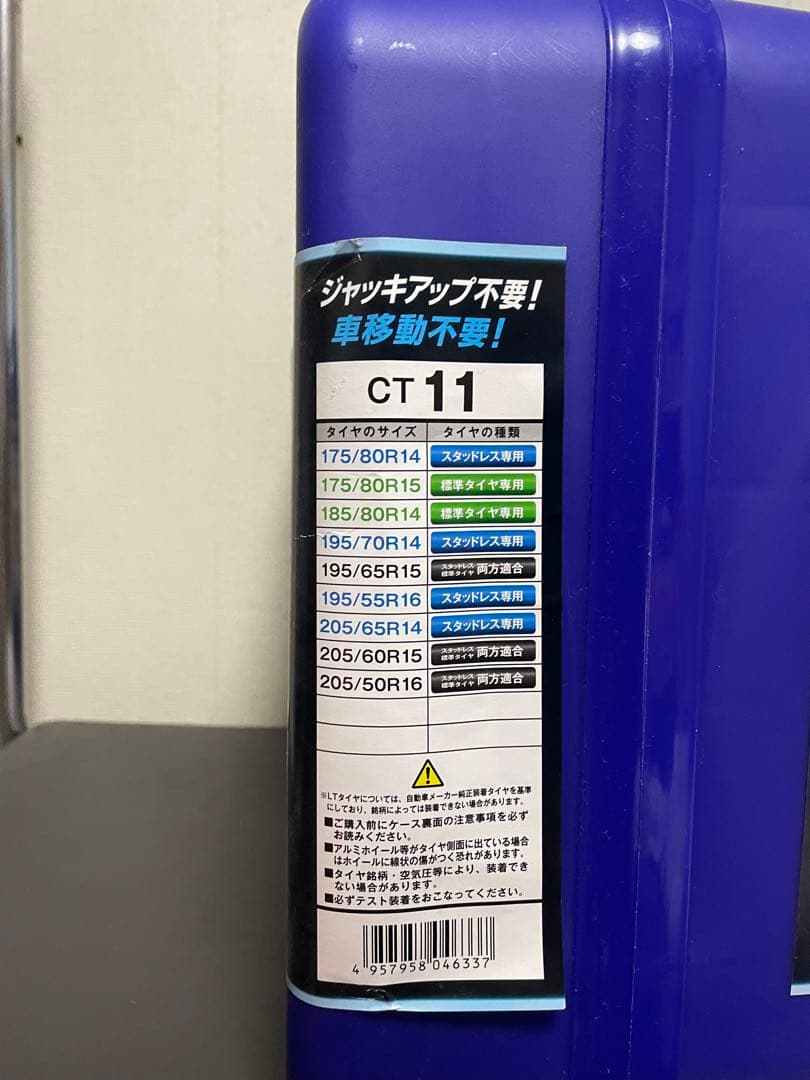 ジャッキアップ不要!
車移動不要!
CT 11
タイヤのサイズ タイヤの種類
175/80R14 スタッドレス専用
175/80R15 標準タイヤ専用
185/80R14 標準タイヤ専用
195/70R14 スタッドレス専用
195/65R15 スタッドレス 標準タイヤ 両方適合
195/55R16 スタッドレス専用
205/65R14 スタッドレス専用
205/60R15 スタッドレス 標準タイヤ 両方適合
205/50R16 スタッドレス 標準タイヤ 両方適合
※LTタイヤについては、自動車メーカー純正装着タイヤを基準
にしており、銘柄によっては装着できない場合があります。
■ご購入前にケース裏面の注意事項を必ず
お読みください。
■アルミホイール等がタイヤ側面に出ている場合
はホイールに線状の傷がつく恐れがあります。
■タイヤ銘柄・空気圧等により、装着でき
ない場合があります。
■必ずテスト装着をおこなってください。
4 957958 046337